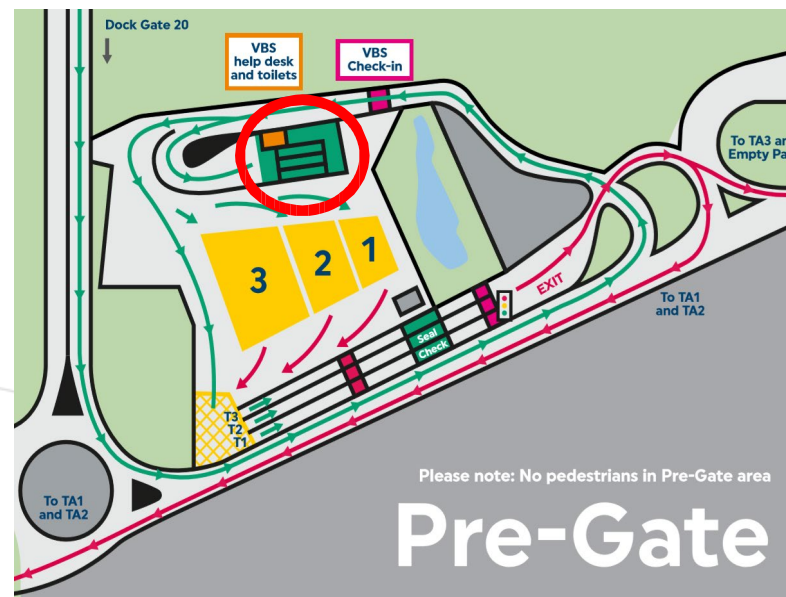 Dock Gate 20
VBS
help desk
and toilets
VBS
Check-in
To TA3 an
Empty Pa
3
2
1
EXIT
To TA1
and TA2
Seal
Check
T3
T2
T1
To TA1
and TA2
Please note: No pedestrians in Pre-Gate area
Pre-Gate